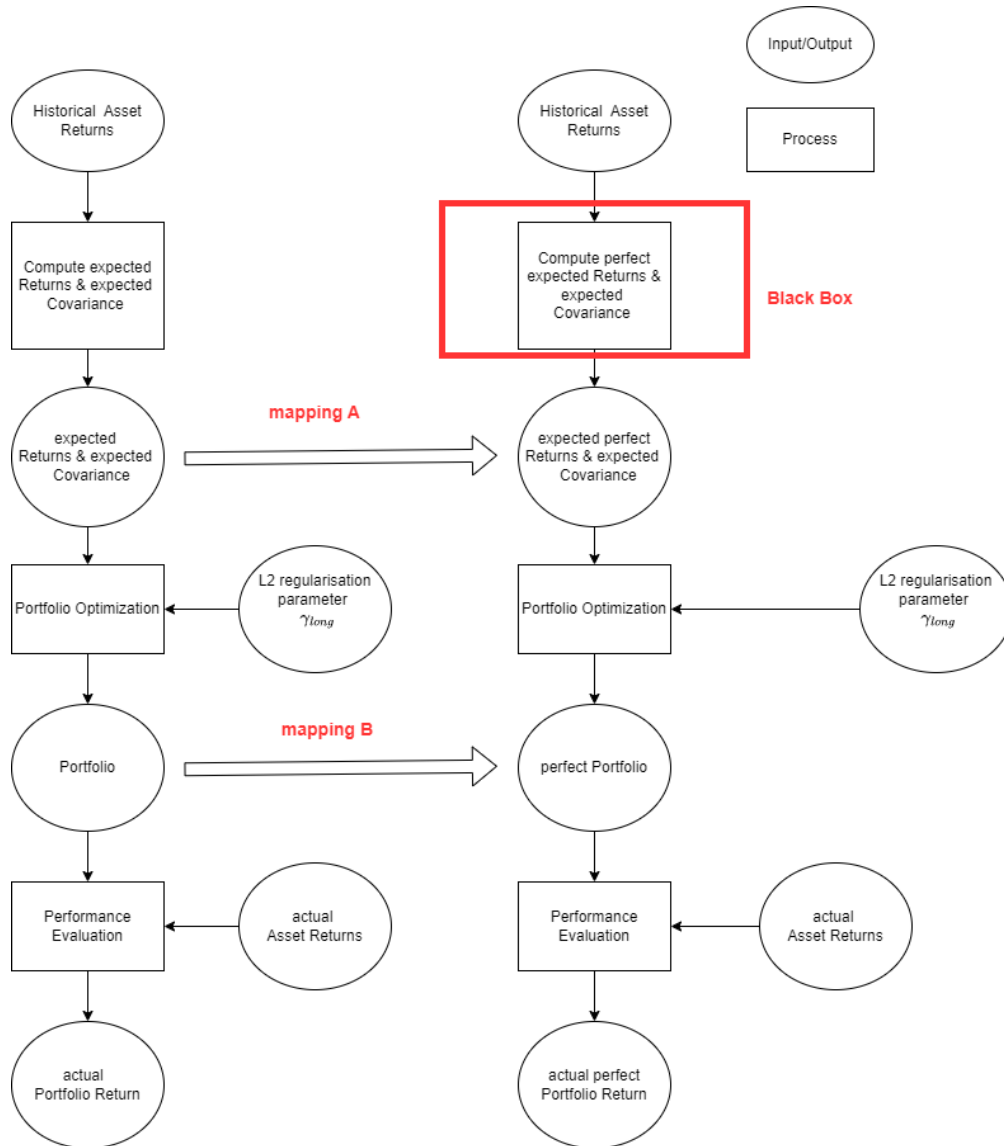 Input/Output
Process
Historical  Asset
Returns
Compute expected
Returns & expected
Covariance
expected
Returns & expected
Covariance
Portfolio Optimization
L2 regularisation
parameter
γlong
Portfolio
Performance
Evaluation
actual
Asset Returns
actual
Portfolio Return
mapping A
mapping B
Historical  Asset
Returns
Compute perfect
expected Returns &
expected
Covariance
Black Box
expected perfect
Returns & expected
Covariance
Portfolio Optimization
L2 regularisation
parameter
γlong
perfect Portfolio
Performance
Evaluation
actual
Asset Returns
actual perfect
Portfolio Return